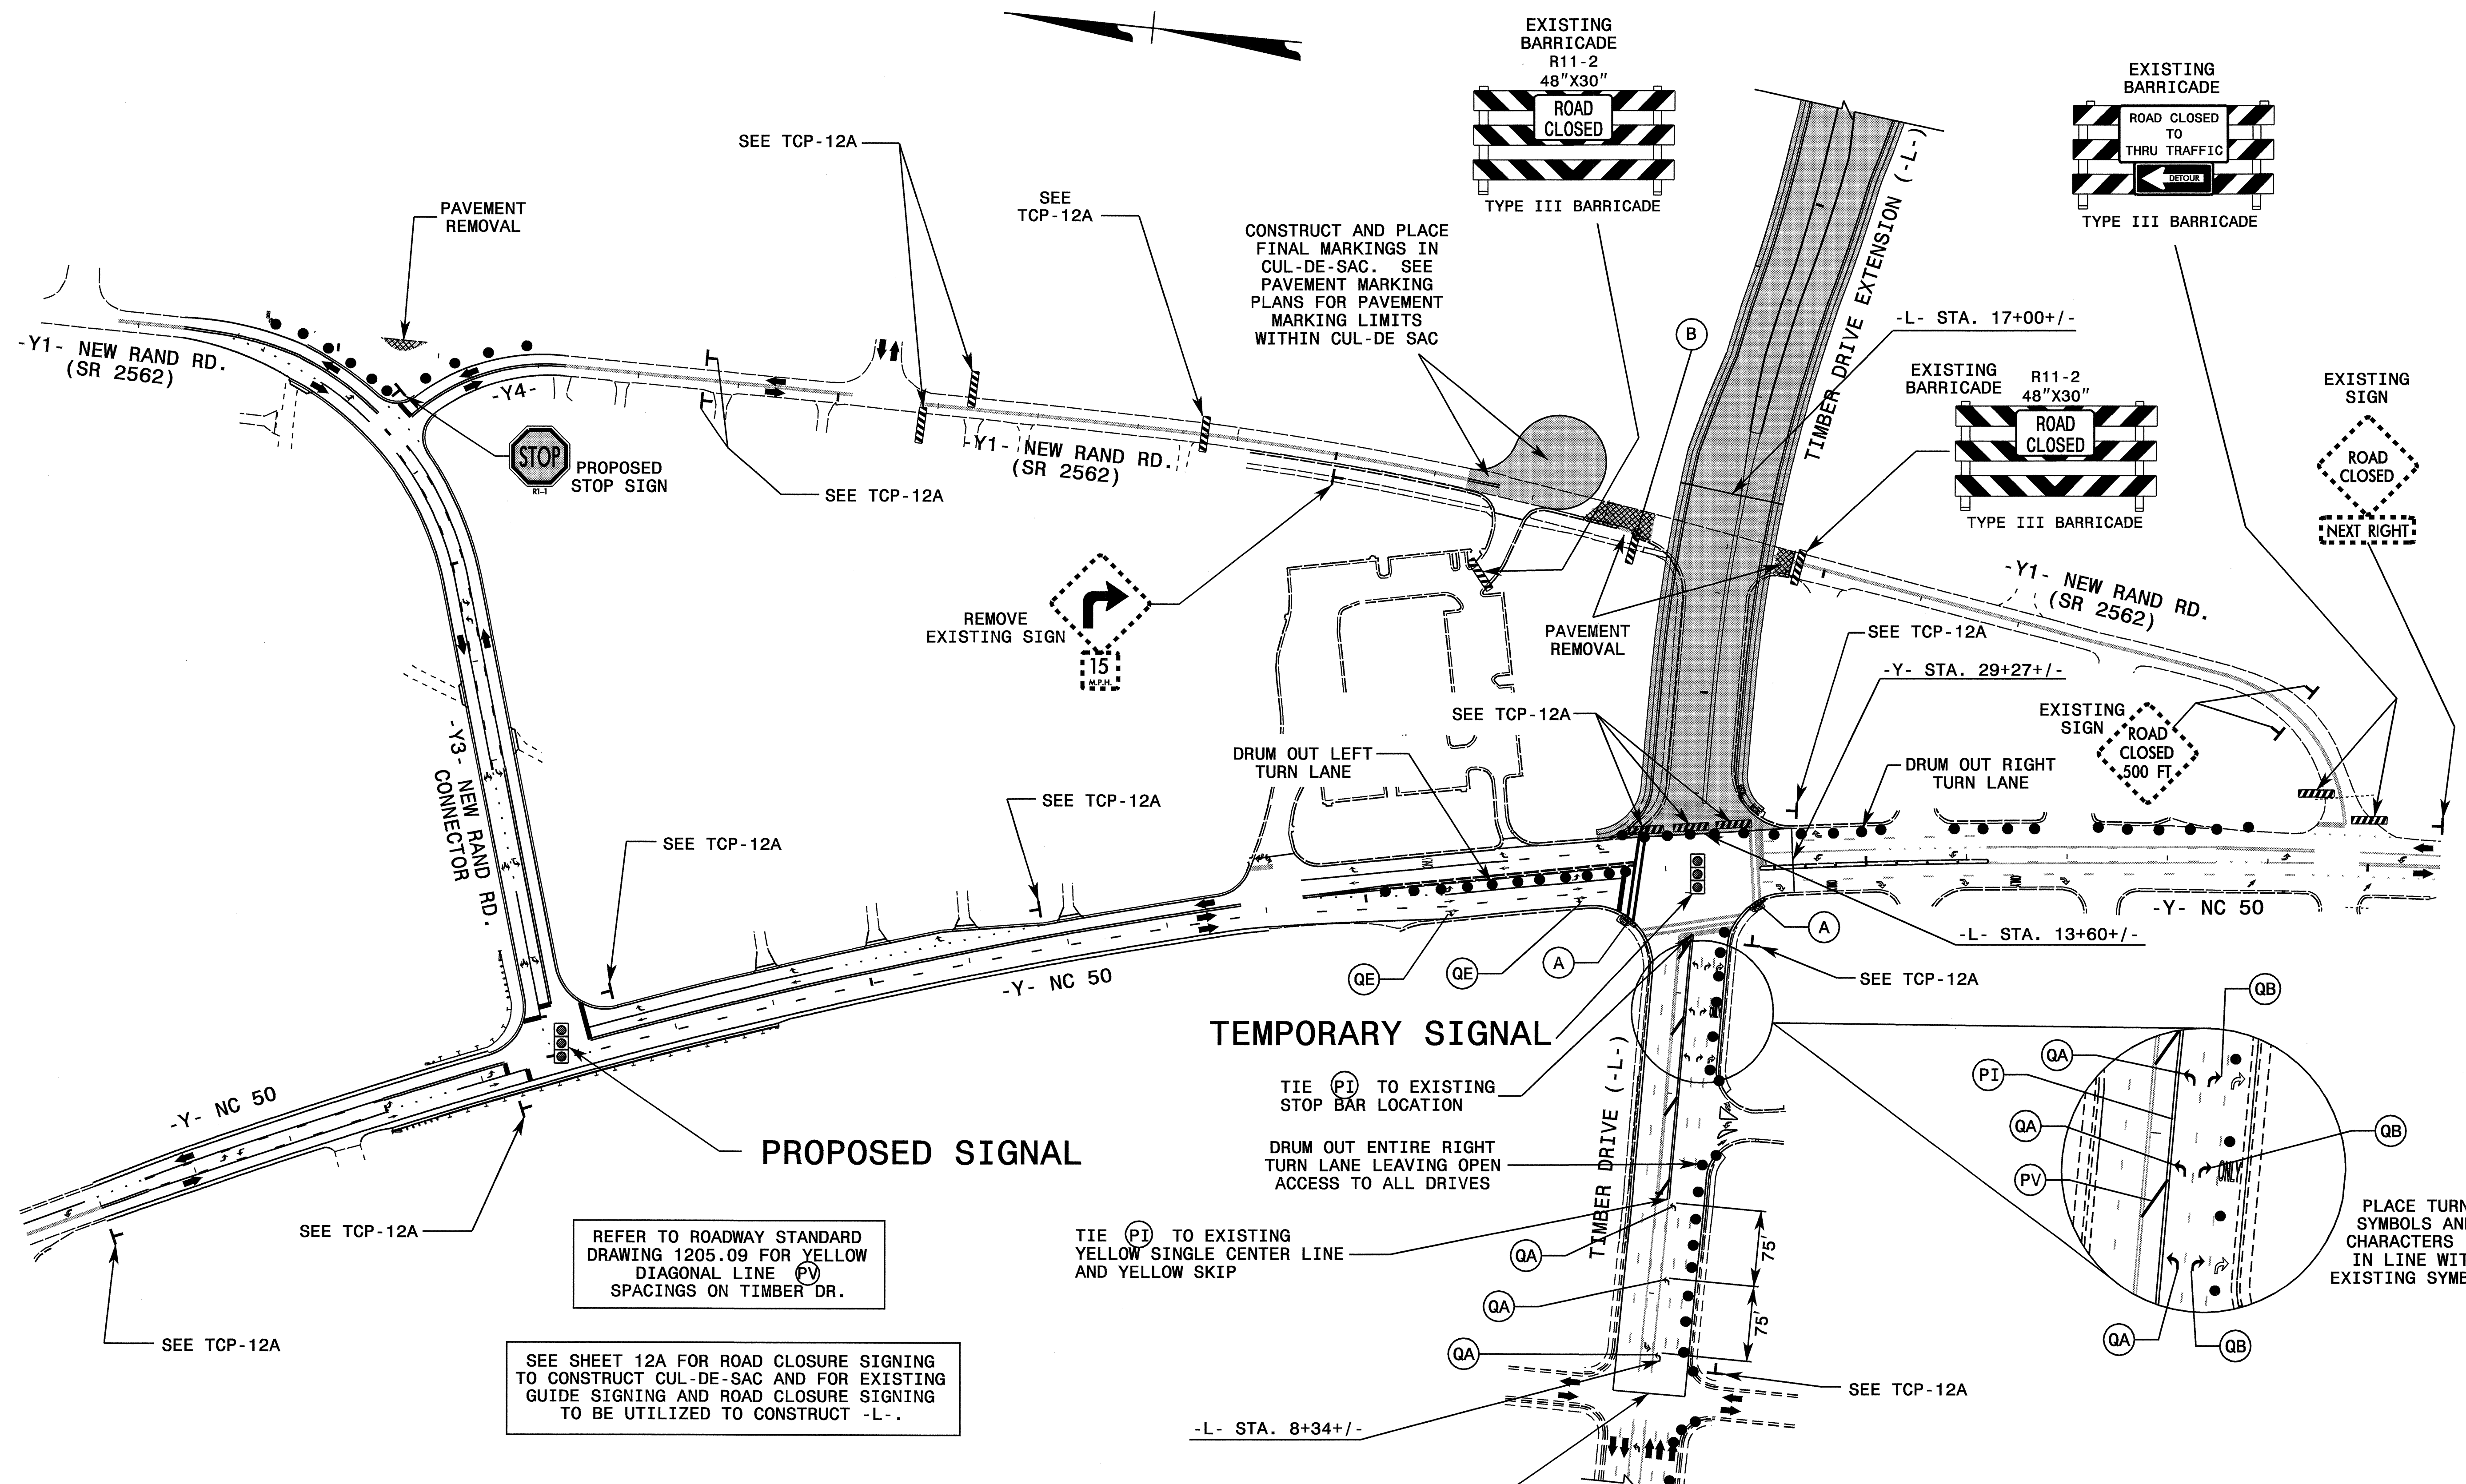 EXISTING
BARRICADE
R11-2
48"X30"
ROAD
CLOSED
TYPE III BARRICADE
EXISTING
BARRICADE
ROAD CLOSED
TO
THRU TRAFFIC
DETOUR
TYPE III BARRICADE
SEE TCP-12A
SEE
TCP-12A
PAVEMENT
REMOVAL
CONSTRUCT AND PLACE
FINAL MARKINGS IN
CUL-DE-SAC. SEE
PAVEMENT MARKING
PLANS FOR PAVEMENT
MARKING LIMITS
WITHIN CUL-DE SAC
B
TIMBER DRIVE EXTENSION (-L-)
-L- STA. 17+00+/-
EXISTING
BARRICADE
R11-2
48"X30"
ROAD
CLOSED
TYPE III BARRICADE
EXISTING
SIGN
ROAD
CLOSED
NEXT RIGHT
-Y1- NEW RAND RD.
(SR 2562)
-Y4-
STOP
R1-1
PROPOSED
STOP SIGN
SEE TCP-12A
-Y1- NEW RAND RD.
(SR 2562)
REMOVE
EXISTING SIGN
15
M.P.H.
PAVEMENT
REMOVAL
-Y1- NEW RAND RD.
(SR 2562)
SEE TCP-12A
-Y- STA. 29+27+/-
SEE TCP-12A
EXISTING
SIGN
ROAD
CLOSED
500 FT
DRUM OUT LEFT
TURN LANE
DRUM OUT RIGHT
TURN LANE
-Y3- NEW RAND RD.
CONNECTOR
SEE TCP-12A
SEE TCP-12A
-Y- NC 50
-L- STA. 13+60+/-
A
A
QE
QE
SEE TCP-12A
-Y- NC 50
TEMPORARY SIGNAL
TIE PI TO EXISTING
STOP BAR LOCATION
-Y- NC 50
PROPOSED SIGNAL
DRUM OUT ENTIRE RIGHT
TURN LANE LEAVING OPEN
ACCESS TO ALL DRIVES
TIMBER DRIVE (-L-)
QB
QA
PI
QA
QB
PV
ONLY
QA
QB
PLACE TURN
SYMBOLS AN
CHARACTERS
IN LINE WIT
EXISTING SYMB
SEE TCP-12A
REFER TO ROADWAY STANDARD
DRAWING 1205.09 FOR YELLOW
DIAGONAL LINE PV
SPACINGS ON TIMBER DR.
TIE PI TO EXISTING
YELLOW SINGLE CENTER LINE
AND YELLOW SKIP
QA
75'
QA
75'
QA
SEE TCP-12A
SEE SHEET 12A FOR ROAD CLOSURE SIGNING
TO CONSTRUCT CUL-DE-SAC AND FOR EXISTING
GUIDE SIGNING AND ROAD CLOSURE SIGNING
TO BE UTILIZED TO CONSTRUCT -L-.
SEE TCP-12A
-L- STA. 8+34+/-